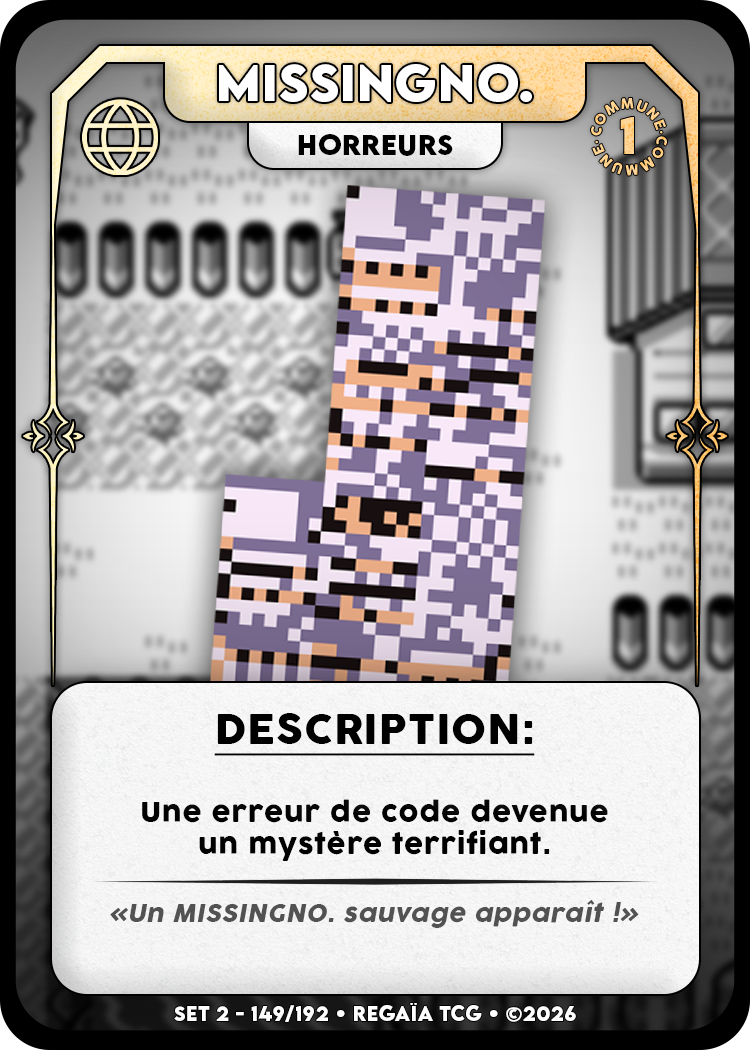 MISSINGNO.
HORREURS
COMMUNE·COMMUNE·
1
DESCRIPTION:
Une erreur de code devenue
un mystère terrifiant.
«Un MISSINGNO. sauvage apparaît !»
SET 2 - 149/192 • REGAÏA TCG • ©2026